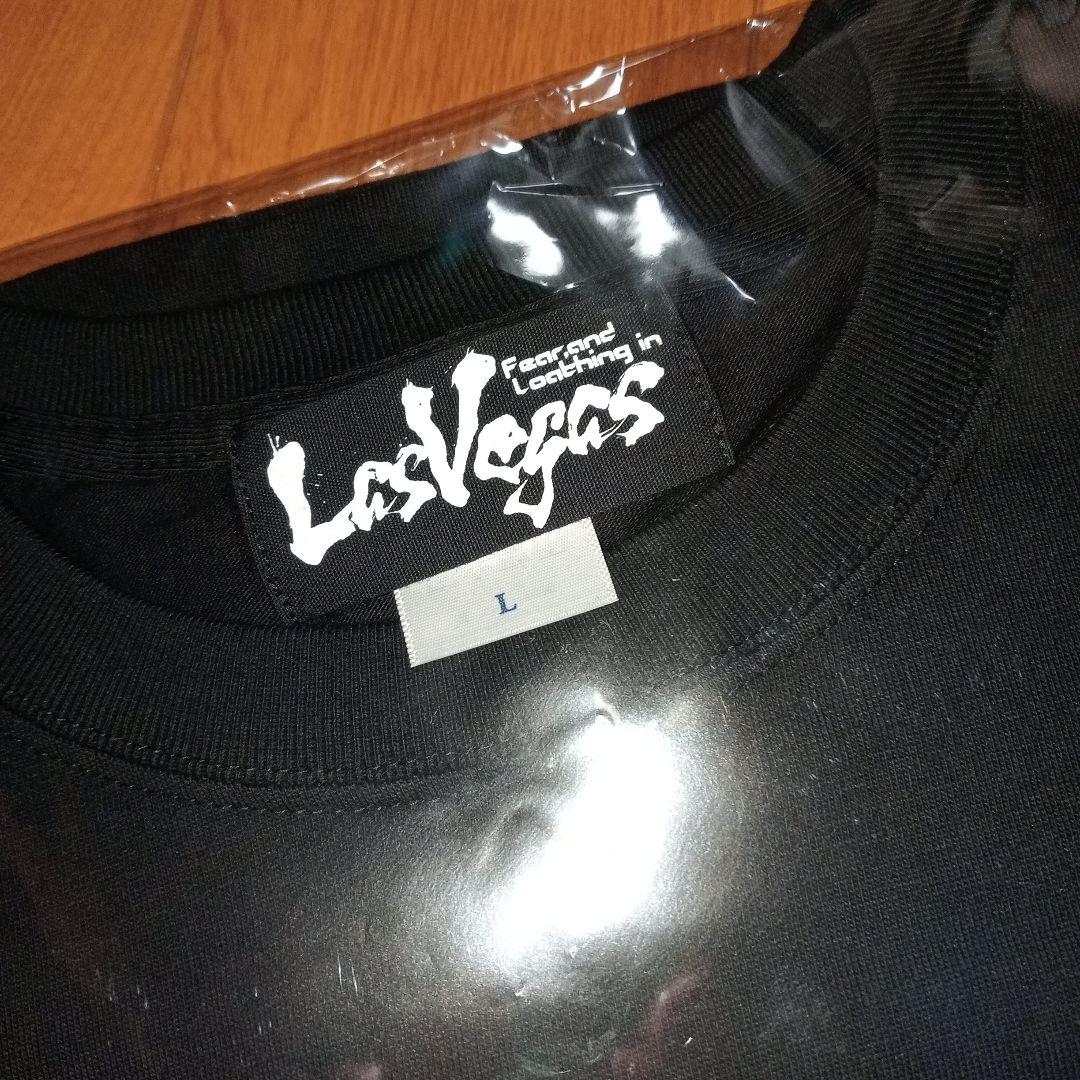 Fear,and
Loathing in
LasVegas
L